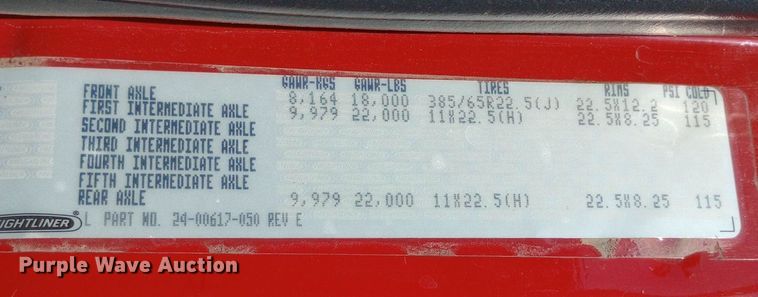 GAWR-KGS GAWR-LBS TIRES RIMS PSI COLD
FRONT AXLE 8,164 18,000 385/65R22.5(J) 22.5X12.2 120
FIRST INTERMEDIATE AXLE 9,979 22,000 11X22.5(H) 22.5X8.25 115
SECOND INTERMEDIATE AXLE
THIRD INTERMEDIATE AXLE
FOURTH INTERMEDIATE AXLE
FIFTH INTERMEDIATE AXLE
REAR AXLE 9,979 22,000 11X22.5(H) 22.5X8.25 115
L PART NO. 24-00617-050 REV E
Purple Wave Auction